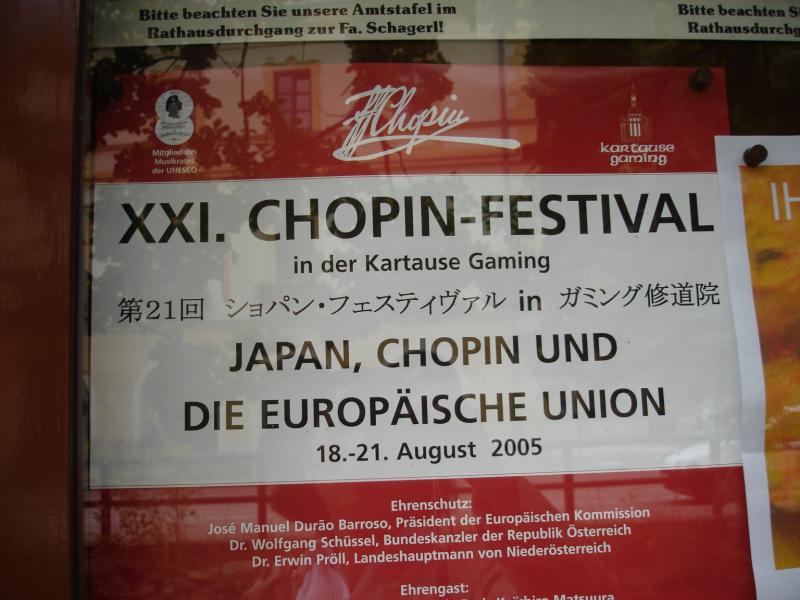 Bitte beachten Sie unsere Amtstafel im
Rathausdurchgang zur Fa. Schagerl!
Bitte beachten S
Rathausdurchg
Chopin
Mitglied des
Musikrates
der UNESCO
kartause
gaming
XXI. CHOPIN-FESTIVAL
in der Kartause Gaming
第21回 ショパン・フェスティヴァル in ガミング修道院
JAPAN, CHOPIN UND
DIE EUROPÄISCHE UNION
18.-21. August 2005
IH
Ehrenschutz:
José Manuel Durão Barroso, Präsident der Europäischen Kommission
Dr. Wolfgang Schüssel, Bundeskanzler der Republik Österreich
Dr. Erwin Pröll, Landeshauptmann von Niederösterreich
Ehrengast:
Matsuura